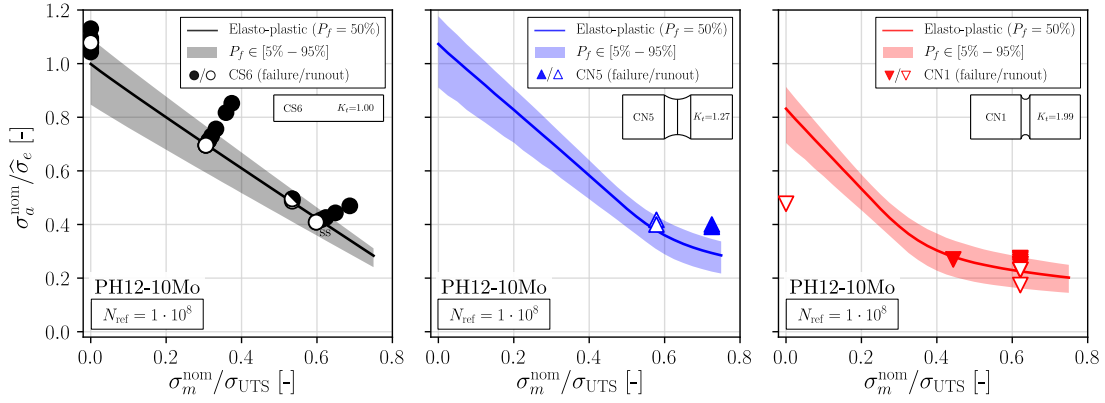 1.2
1.0
0.8
0.6
0.4
0.2
0.0
σ_a^nom/σ̂_e [-]
Elasto-plastic (P_f = 50%)
P_f ∈ [5% − 95%]
CS6 (failure/runout)
CS6 K_t=1.00
ss
PH12-10Mo
N_ref = 1 · 10^8
0.0 0.2 0.4 0.6 0.8
σ_m^nom/σ_UTS [-]
Elasto-plastic (P_f = 50%)
P_f ∈ [5% − 95%]
CN5 (failure/runout)
CN5 K_t=1.27
PH12-10Mo
N_ref = 1 · 10^8
0.0 0.2 0.4 0.6 0.8
σ_m^nom/σ_UTS [-]
Elasto-plastic (P_f = 50%)
P_f ∈ [5% − 95%]
CN1 (failure/runout)
CN1 K_t=1.99
PH12-10Mo
N_ref = 1 · 10^8
0.0 0.2 0.4 0.6 0.8
σ_m^nom/σ_UTS [-]